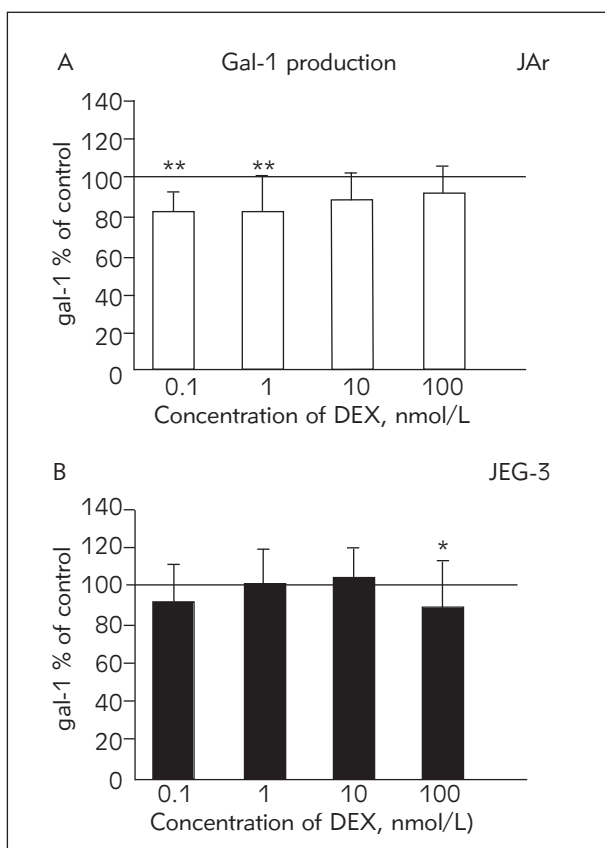 A Gal-1 production JAr
gal-1 % of control
140
120
100
80
60
40
20
0
** **
0.1 1 10 100
Concentration of DEX, nmol/L
B JEG-3
gal-1 % of control
140
120
100
80
60
40
20
0
*
0.1 1 10 100
Concentration of DEX, nmol/L)